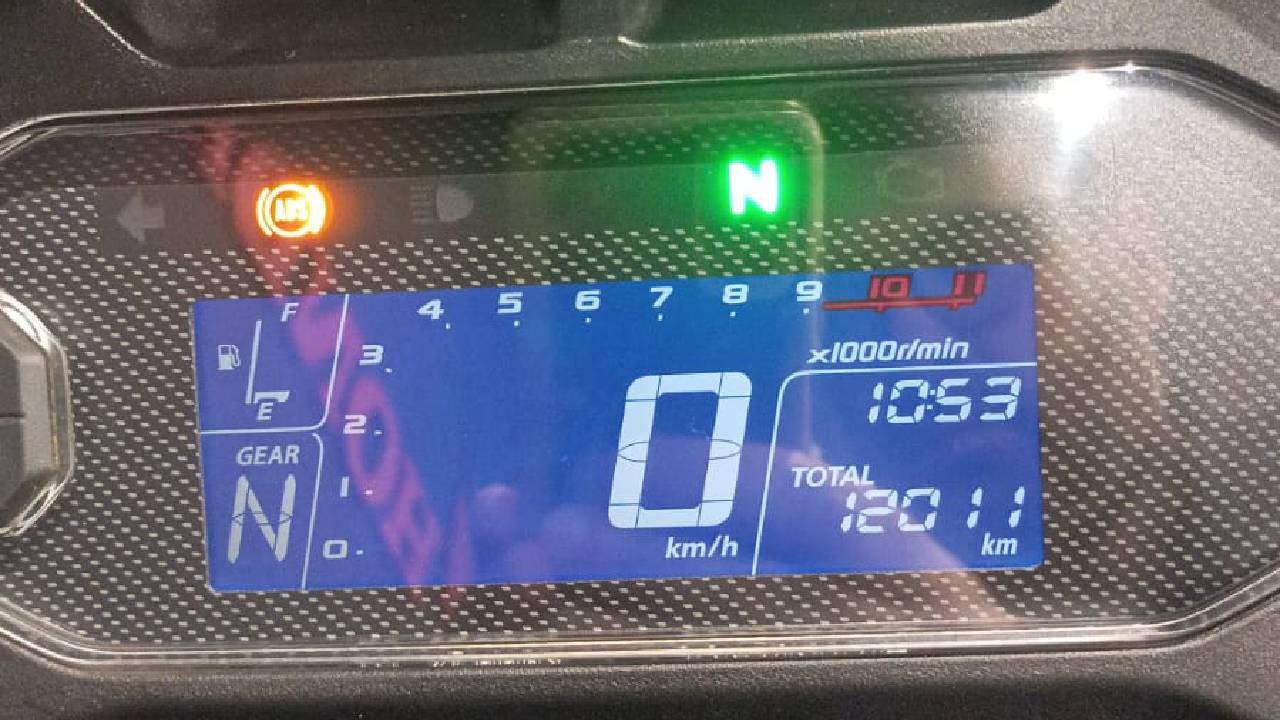 ABS
N
F
E
4 5 6 7 8 9 10 11
3
2
1
0
x1000r/min
10:53
GEAR
N
0
km/h
TOTAL
12011
km